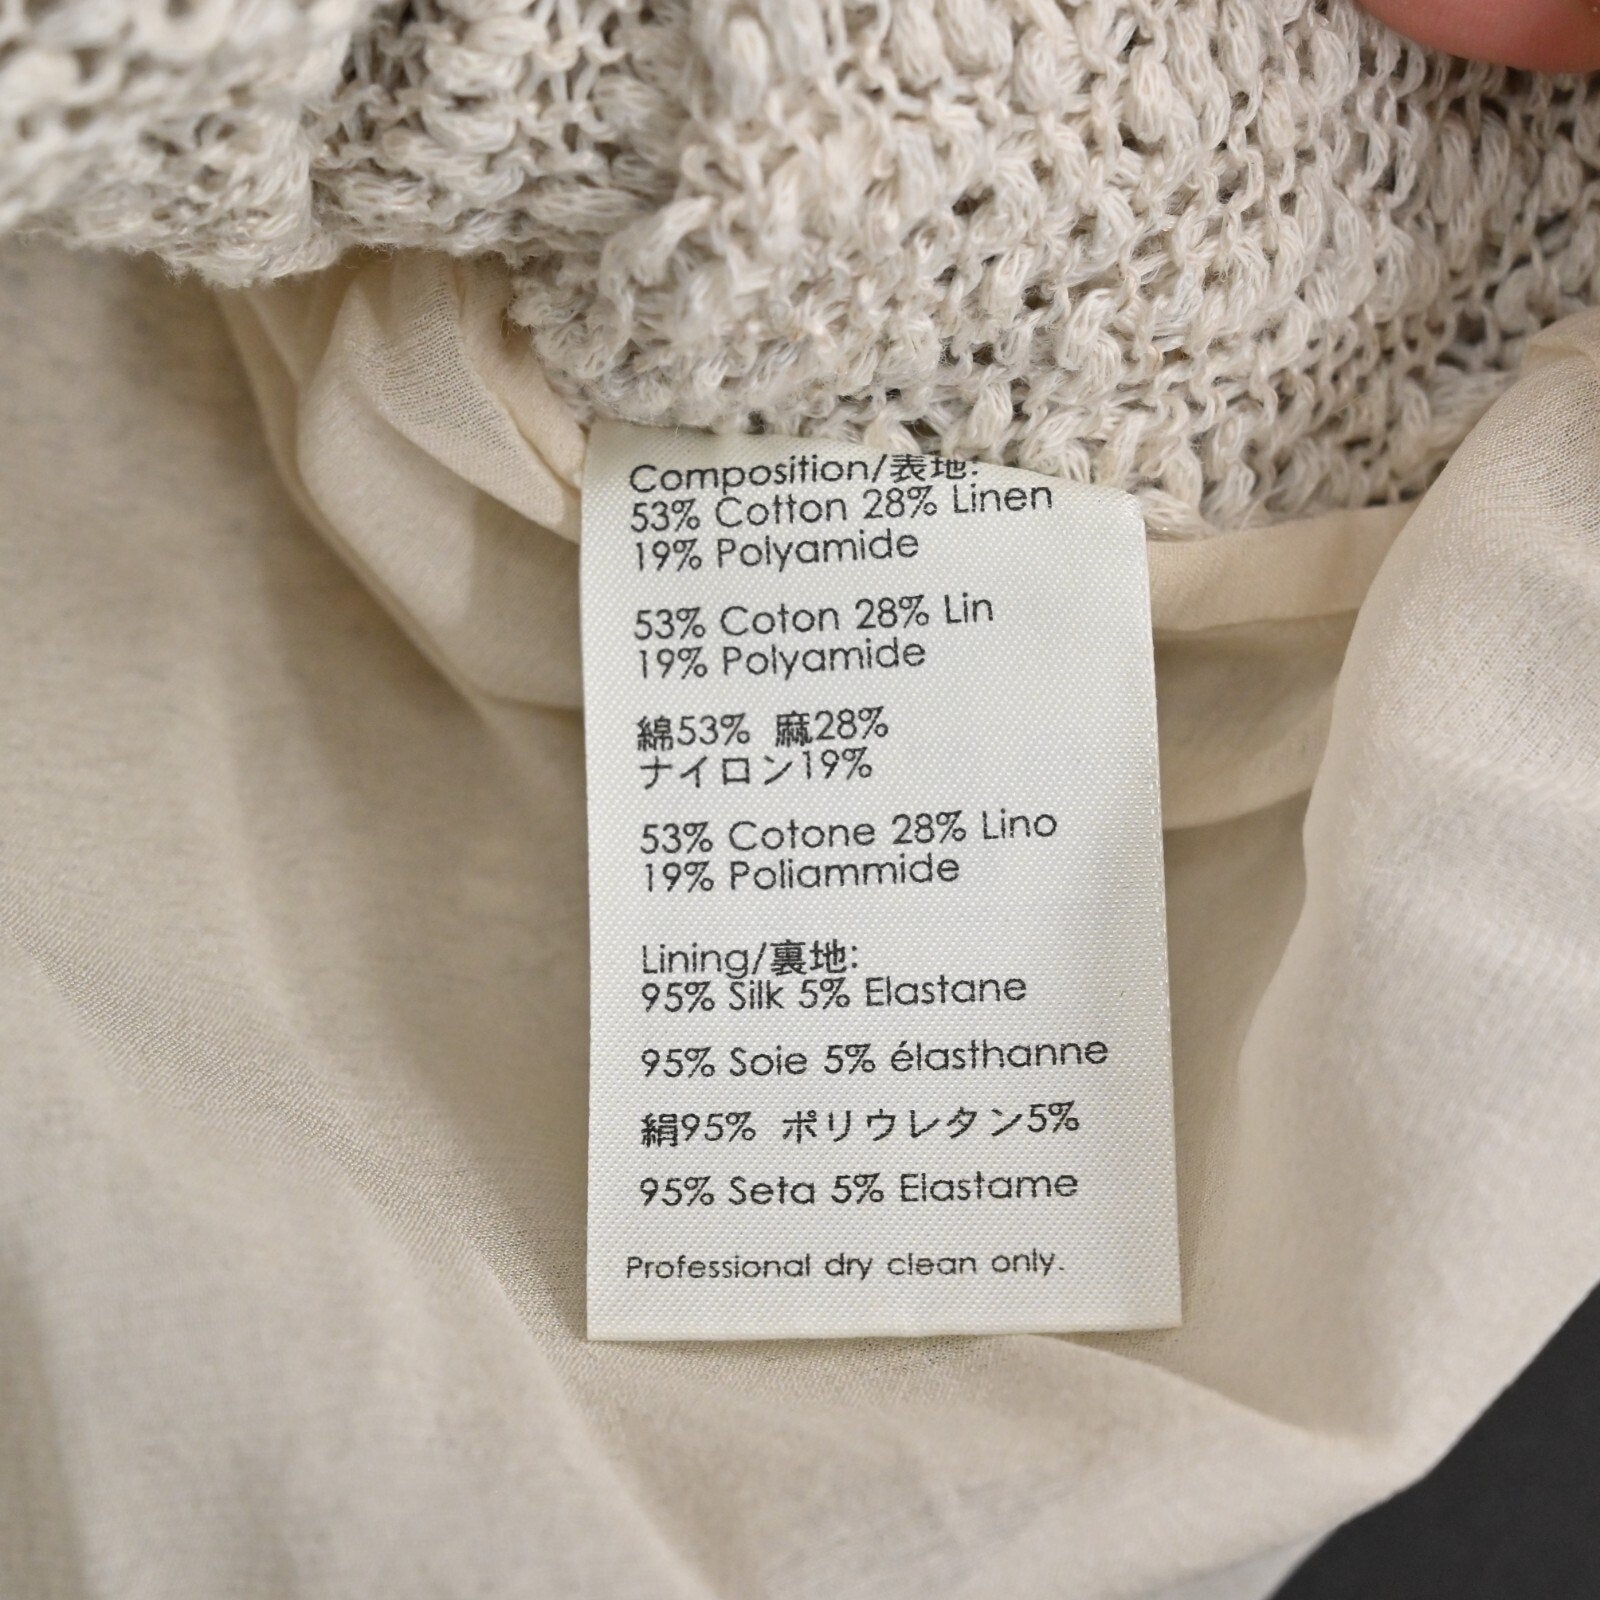 Composition/表地:
53% Cotton 28% Linen
19% Polyamide
53% Coton 28% Lin
19% Polyamide
綿53% 麻28%
ナイロン19%
53% Cotone 28% Lino
19% Poliammide
Lining/裏地:
95% Silk 5% Elastane
95% Soie 5% élasthanne
絹95% ポリウレタン5%
95% Seta 5% Elastame
Professional dry clean only.